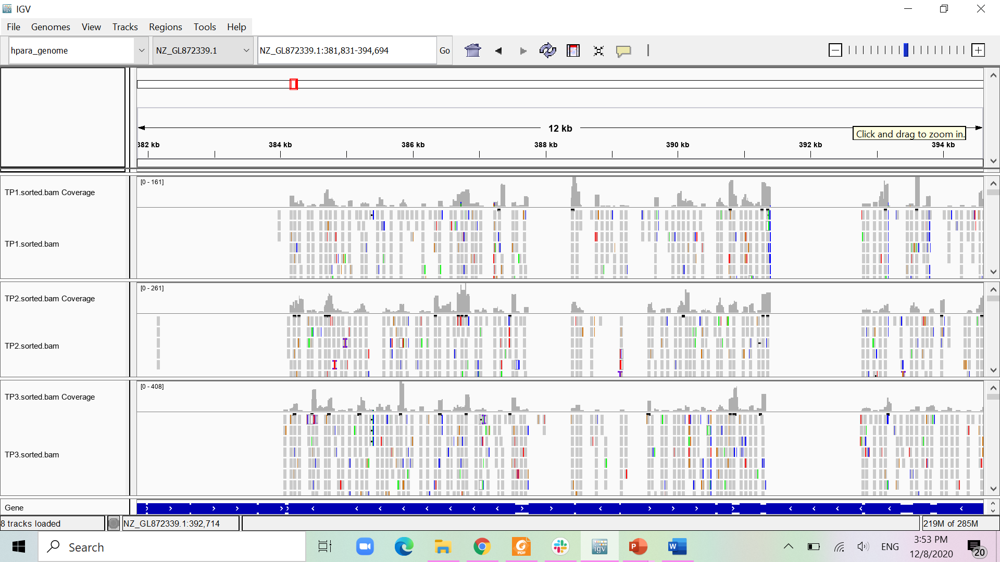 IGV
File Genomes View Tracks Regions Tools Help
hpara_genome NZ_GL872339.1 NZ_GL872339.1:381,831-394,694 Go
12 kb
Click and drag to zoom in.
382 kb 384 kb 386 kb 388 kb 390 kb 392 kb 394 kb
[0 - 161]
TP1.sorted.bam Coverage
TP1.sorted.bam
[0 - 261]
TP2.sorted.bam Coverage
TP2.sorted.bam
[0 - 408]
TP3.sorted.bam Coverage
TP3.sorted.bam
Gene
8 tracks loaded NZ_GL872339.1:392,714 219M of 285M
Search
PDF
igv
P
W
ENG
3:53 PM
12/8/2020
20